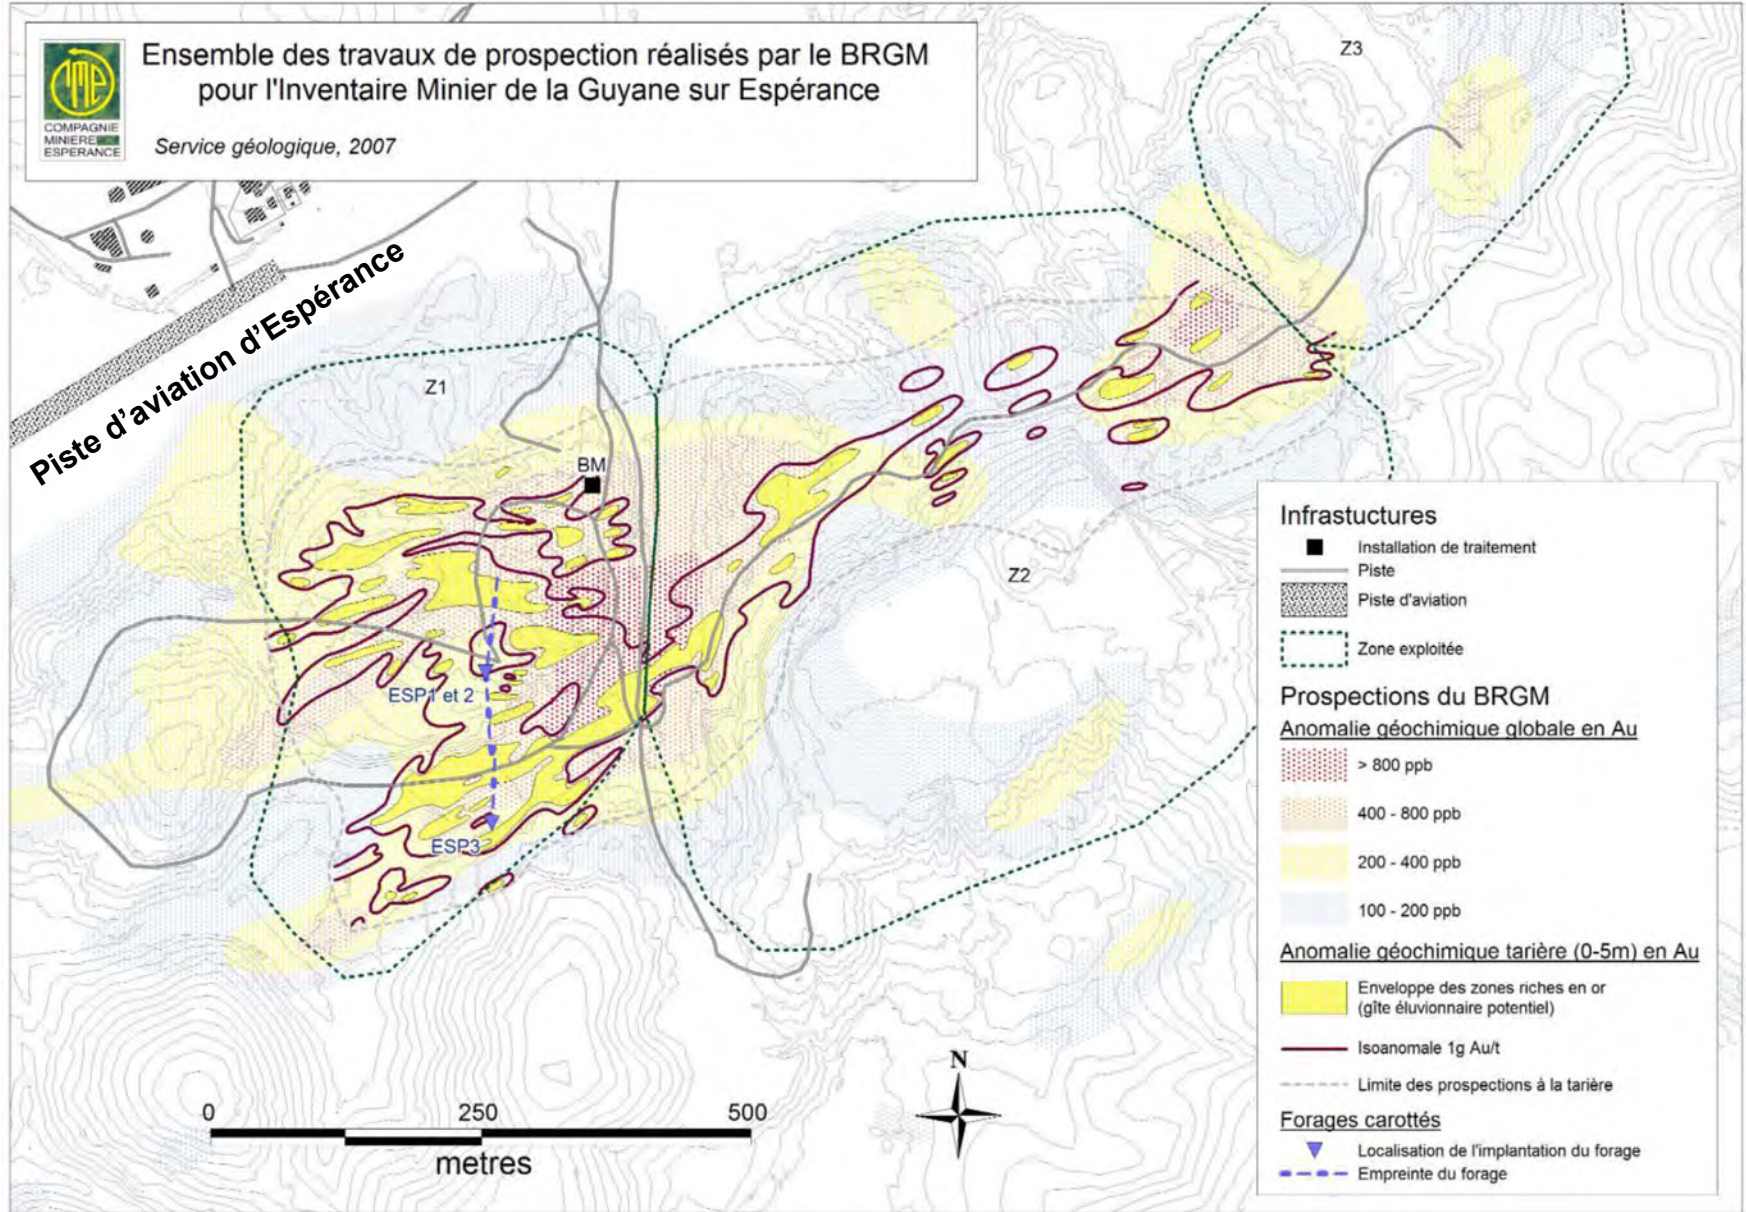 Ensemble des travaux de prospection réalisés par le BRGM
pour l'Inventaire Minier de la Guyane sur Espérance
Service géologique, 2007
CME
COMPAGNIE
MINIERE
ESPERANCE
Z3
Piste d'aviation d'Espérance
Z1
BM
Z2
ESP1 et 2
ESP3
Infrastuctures
Installation de traitement
Piste
Piste d'aviation
Zone exploitée
Prospections du BRGM
Anomalie géochimique globale en Au
> 800 ppb
400 - 800 ppb
200 - 400 ppb
100 - 200 ppb
Anomalie géochimique tarière (0-5m) en Au
Enveloppe des zones riches en or
(gîte éluvionnaire potentiel)
Isoanomale 1g Au/t
Limite des prospections à la tarière
Forages carottés
Localisation de l'implantation du forage
Empreinte du forage
N
0 250 500
metres